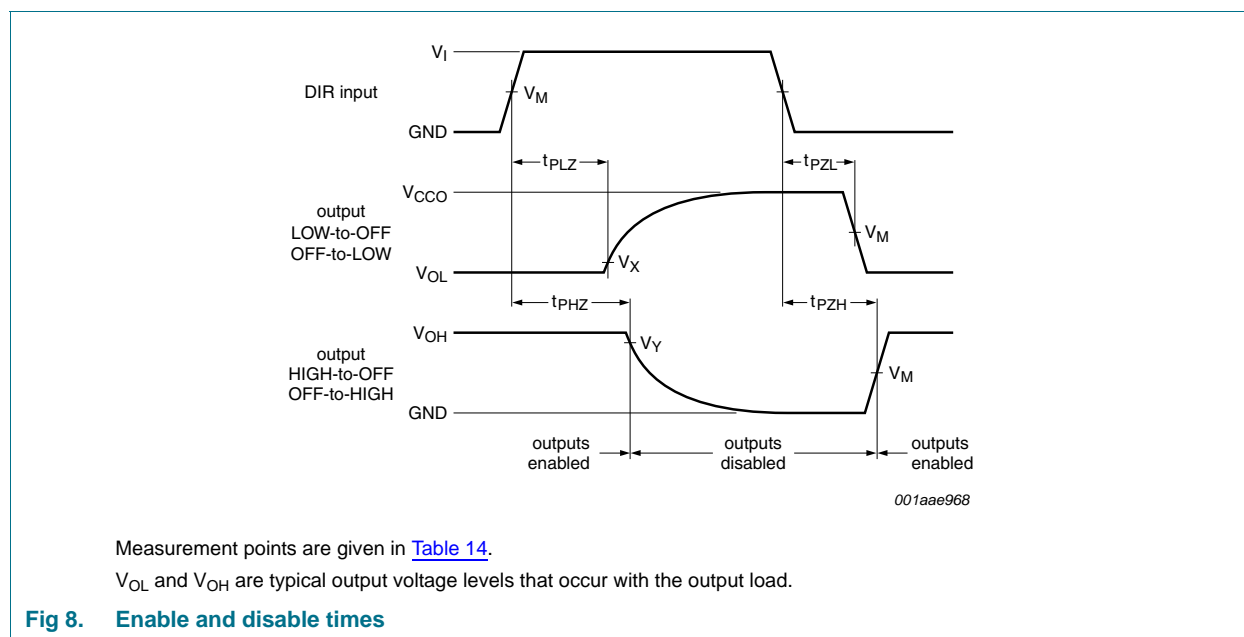 V_I
DIR input
V_M
GND
t_PLZ
t_PZL
V_CCO
output
LOW-to-OFF
OFF-to-LOW
V_M
V_X
V_OL
t_PHZ
t_PZH
V_OH
V_Y
output
HIGH-to-OFF
OFF-to-HIGH
V_M
GND
outputs enabled
outputs disabled
outputs enabled
001aae968
Measurement points are given in Table 14.
V_OL and V_OH are typical output voltage levels that occur with the output load.
Fig 8. Enable and disable times